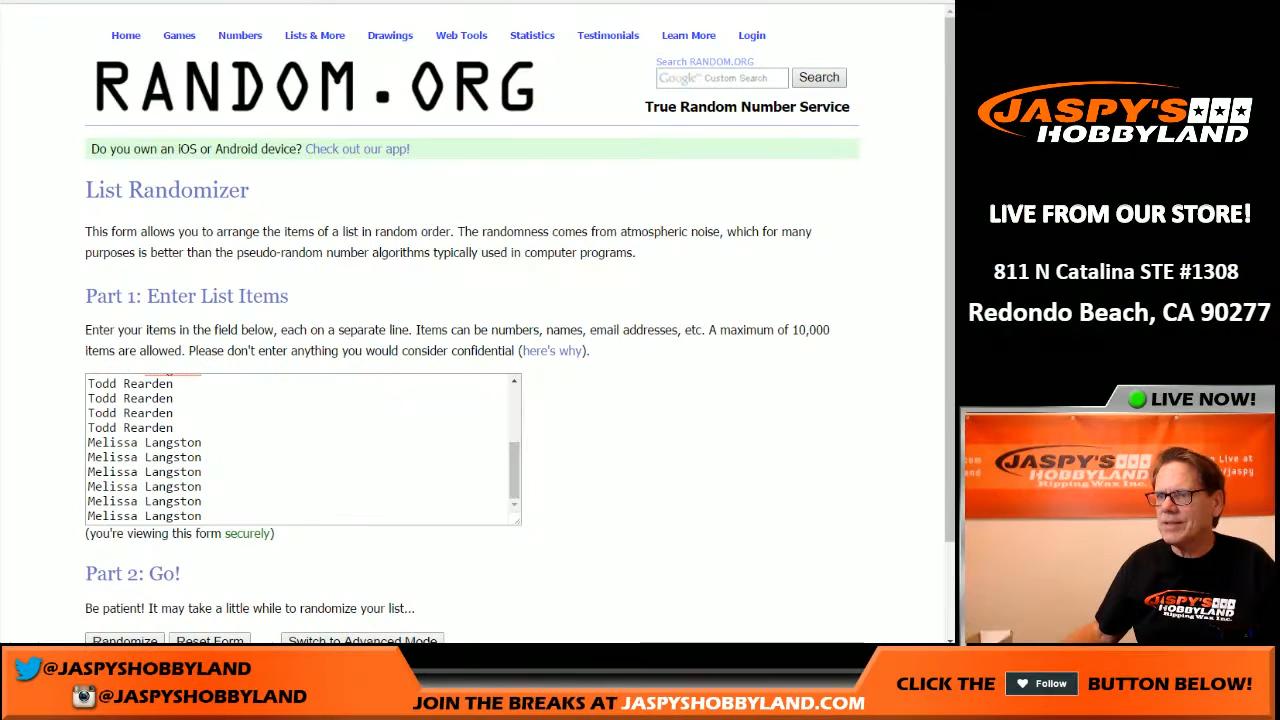 Home Games Numbers Lists & More Drawings Web Tools Statistics Testimonials Learn More Login
RANDOM.ORG
Search RANDOM.ORG
Google™ Custom Search Search
True Random Number Service
Do you own an iOS or Android device? Check out our app!
List Randomizer
This form allows you to arrange the items of a list in random order. The randomness comes from atmospheric noise, which for many
purposes is better than the pseudo-random number algorithms typically used in computer programs.
Part 1: Enter List Items
Enter your items in the field below, each on a separate line. Items can be numbers, names, email addresses, etc. A maximum of 10,000
items are allowed. Please don't enter anything you would consider confidential (here's why).
Todd Rearden
Todd Rearden
Todd Rearden
Todd Rearden
Melissa Langston
Melissa Langston
Melissa Langston
Melissa Langston
Melissa Langston
Melissa Langston
(you're viewing this form securely)
Part 2: Go!
Be patient! It may take a little while to randomize your list...
Randomize Reset Form Switch to Advanced Mode
JASPY'S
HOBBYLAND
LIVE FROM OUR STORE!
811 N Catalina STE #1308
Redondo Beach, CA 90277
LIVE NOW!
JASPY'S
HOBBYLAND
Ripping Wax Inc.
n Live at
/jaspy
JASPY'S
HOBBYLAND
Ripping Wax Inc.
@JASPYSHOBBYLAND
@JASPYSHOBBYLAND
JOIN THE BREAKS AT JASPYSHOBBYLAND.COM
CLICK THE Follow BUTTON BELOW!